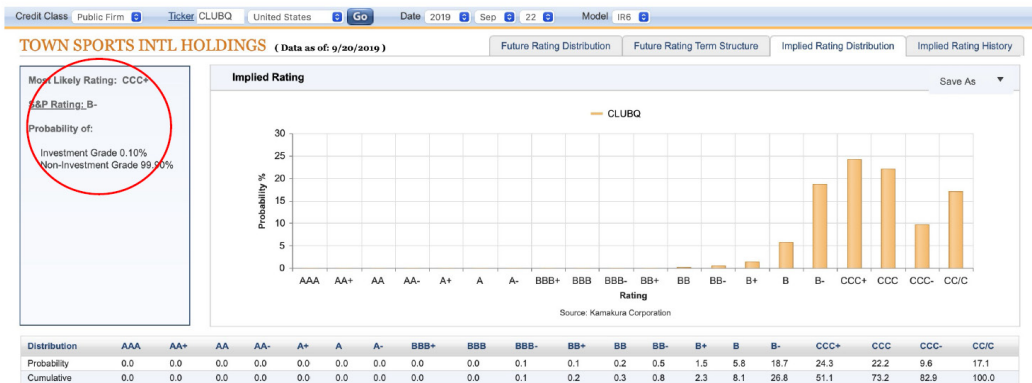 Credit Class Public Firm Ticker CLUBQ United States Go Date 2019 Sep 22 Model IR6
TOWN SPORTS INTL HOLDINGS ( Data as of: 9/20/2019 )
Future Rating Distribution Future Rating Term Structure Implied Rating Distribution Implied Rating History
Most Likely Rating: CCC+
S&P Rating: B-
Probability of:
Investment Grade 0.10%
Non-Investment Grade 99.90%
Implied Rating
Save As
CLUBQ
30
25
20
15
10
5
0
Probability %
AAA AA+ AA AA- A+ A A- BBB+ BBB BBB- BB+ BB BB- B+ B B- CCC+ CCC CCC- CC/C
Rating
Source: Kamakura Corporation
Distribution AAA AA+ AA AA- A+ A A- BBB+ BBB BBB- BB+ BB BB- B+ B B- CCC+ CCC CCC- CC/C
Probability 0.0 0.0 0.0 0.0 0.0 0.0 0.0 0.0 0.0 0.1 0.1 0.2 0.5 1.5 5.8 18.7 24.3 22.2 9.6 17.1
Cumulative 0.0 0.0 0.0 0.0 0.0 0.0 0.0 0.0 0.0 0.1 0.2 0.3 0.8 2.3 8.1 26.8 51.1 73.2 82.9 100.0